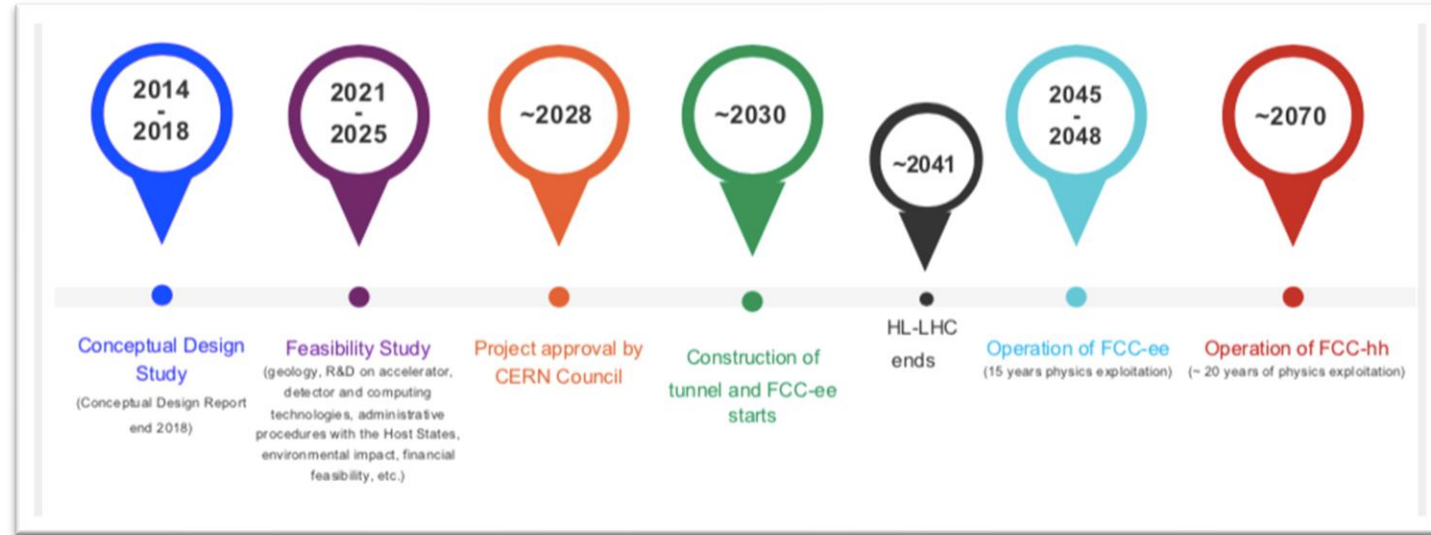 2014
-
2018
2021
-
2025
~2028
~2030
~2041
2045
-
2048
~2070
Conceptual Design
Study
(Conceptual Design Report
end 2018)
Feasibility Study
(geology, R&D on accelerator,
detector and computing
technologies, administrative
procedures with the Host States,
environmental impact, financial
feasibility, etc.)
Project approval by
CERN Council
Construction of
tunnel and FCC-ee
starts
HL-LHC
ends
Operation of FCC-ee
(15 years physics exploitation)
Operation of FCC-hh
(~ 20 years of physics exploitation)